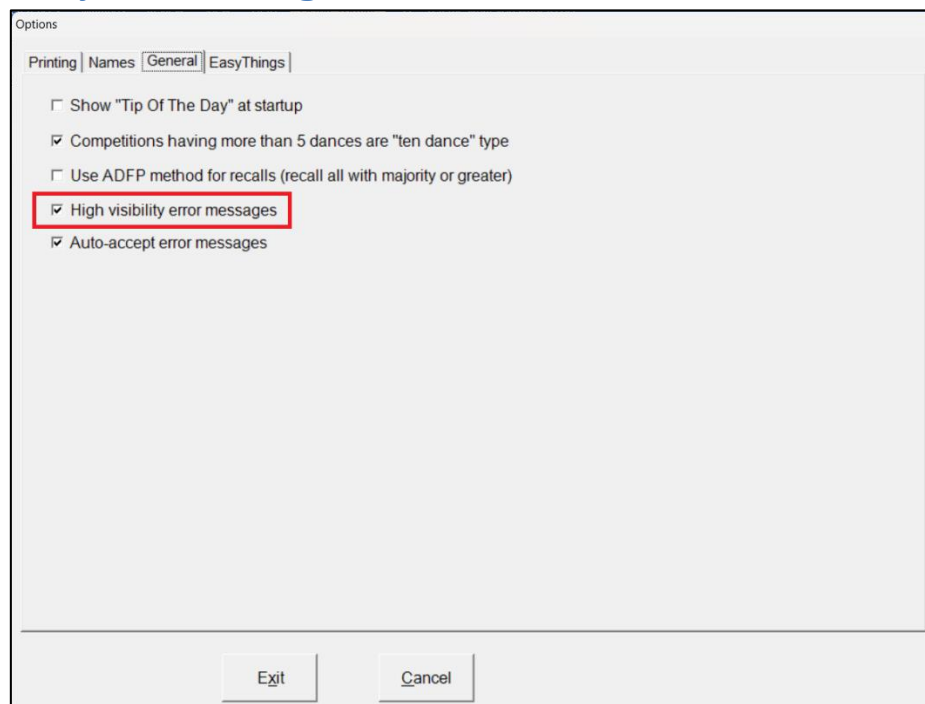 Options
Printing Names General EasyThings
Show "Tip Of The Day" at startup
Competitions having more than 5 dances are "ten dance" type
Use ADFP method for recalls (recall all with majority or greater)
High visibility error messages
Auto-accept error messages
Exit Cancel